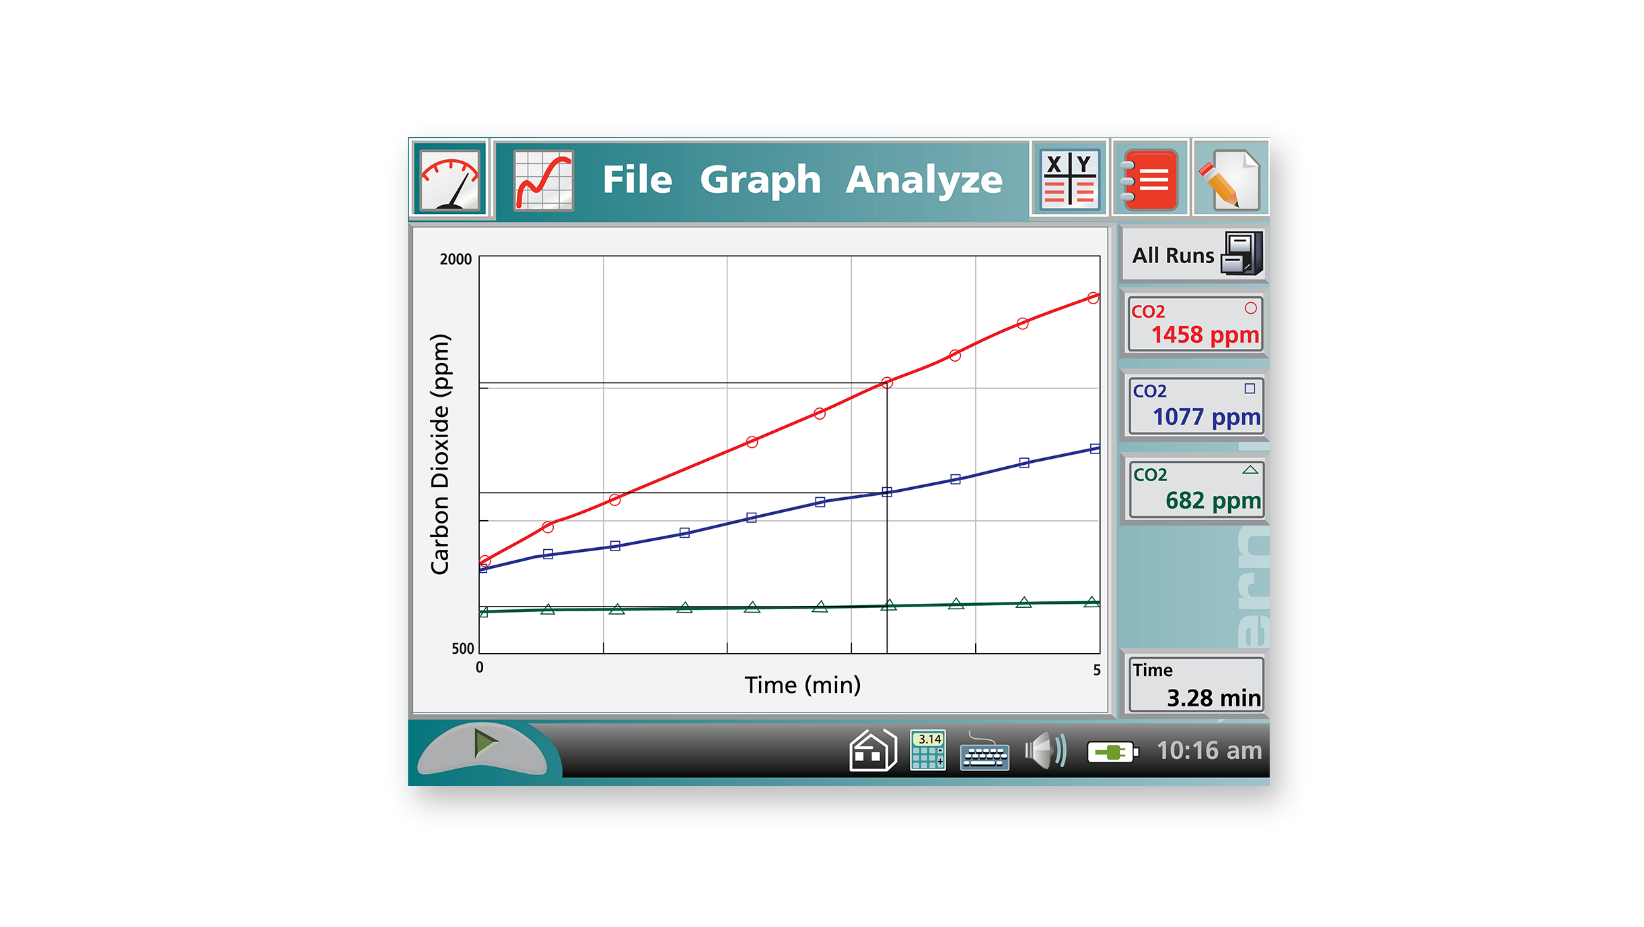 File Graph Analyze
X Y
All Runs
2000
CO2
1458 ppm
CO2
1077 ppm
CO2
682 ppm
Carbon Dioxide (ppm)
500
0
5
Time (min)
Time
3.28 min
3.14
10:16 am